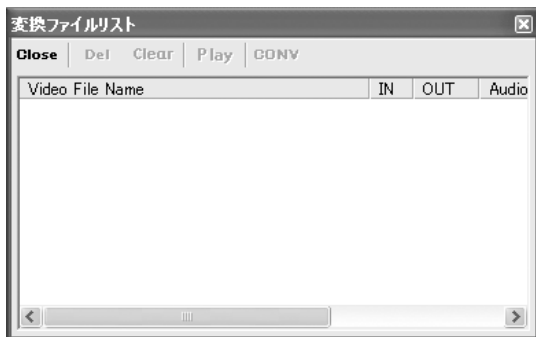 変換ファイルリスト
Close Del Clear Play CONV
Video File Name IN OUT Audio